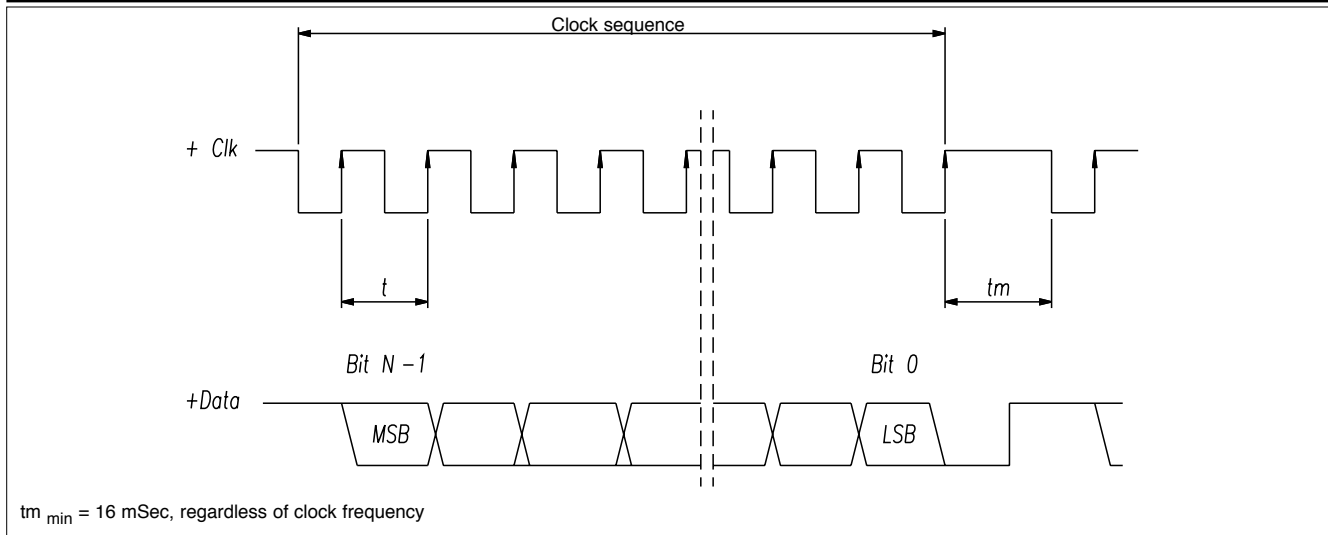 Clock sequence
+ Clk
t
tm
Bit N-1
Bit 0
+Data
MSB
LSB
tm min = 16 mSec, regardless of clock frequency